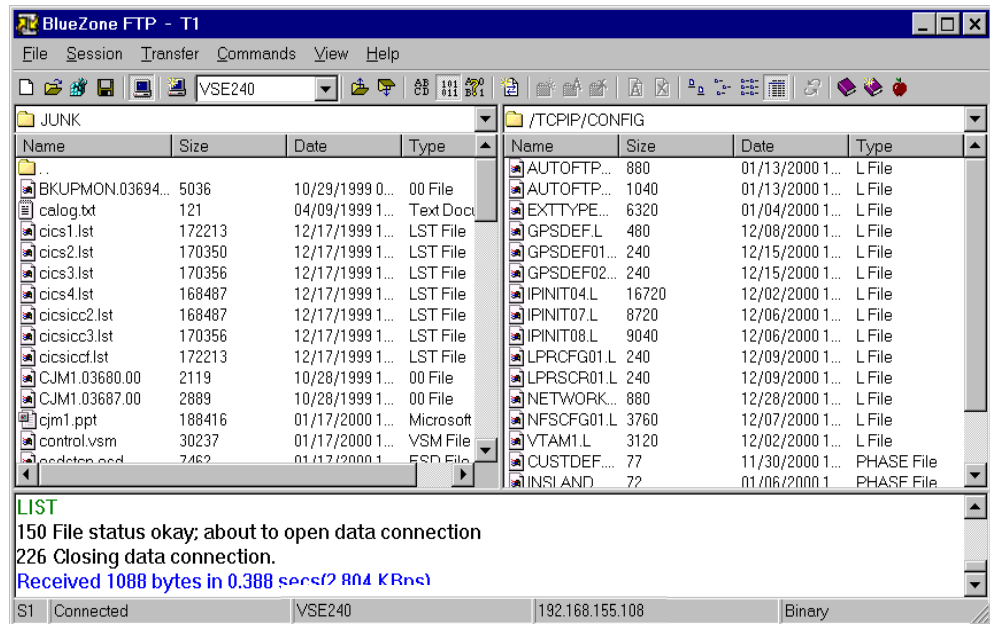 BlueZone FTP - T1
File Session Transfer Commands View Help
VSE240
JUNK
Name Size Date Type
..
BKUPMON.03694... 5036 10/29/1999 0... 00 File
calog.txt 121 04/09/1999 1... Text Docu
cics1.lst 172213 12/17/1999 1... LST File
cics2.lst 170350 12/17/1999 1... LST File
cics3.lst 170356 12/17/1999 1... LST File
cics4.lst 168487 12/17/1999 1... LST File
cicsicc2.lst 168487 12/17/1999 1... LST File
cicsicc3.lst 170356 12/17/1999 1... LST File
cicsiccf.lst 172213 12/17/1999 1... LST File
CJM1.03680.00 2119 10/28/1999 1... 00 File
CJM1.03687.00 2889 10/28/1999 1... 00 File
cjm1.ppt 188416 01/17/2000 1... Microsoft
control.vsm 30237 01/17/2000 1... VSM File
7462 01/17/2000 1 ESD File
/TCPIP/CONFIG
Name Size Date Type
AUTOFTP... 880 01/13/2000 1... L File
AUTOFTP... 1040 01/13/2000 1... L File
EXTTYPE... 6320 01/04/2000 1... L File
GPSDEF.L 480 12/08/2000 1... L File
GPSDEF01... 240 12/15/2000 1... L File
GPSDEF02... 240 12/15/2000 1... L File
IPINIT04.L 16720 12/02/2000 1... L File
IPINIT07.L 8720 12/06/2000 1... L File
IPINIT08.L 9040 12/06/2000 1... L File
LPRCFG01.L 240 12/09/2000 1... L File
LPRSCR01.L 240 12/09/2000 1... L File
NETWORK... 880 12/28/2000 1... L File
NFSCFG01.L 3760 12/07/2000 1... L File
VTAM1.L 3120 12/02/2000 1... L File
CUSTDEF.... 77 11/30/2000 1... PHASE File
INSLAND 72 01/06/2000 1 PHASE File
LIST
150 File status okay; about to open data connection
226 Closing data connection.
Received 1088 bytes in 0.388 secs(2.804 KBps)
S1 Connected VSE240 192.168.155.108 Binary